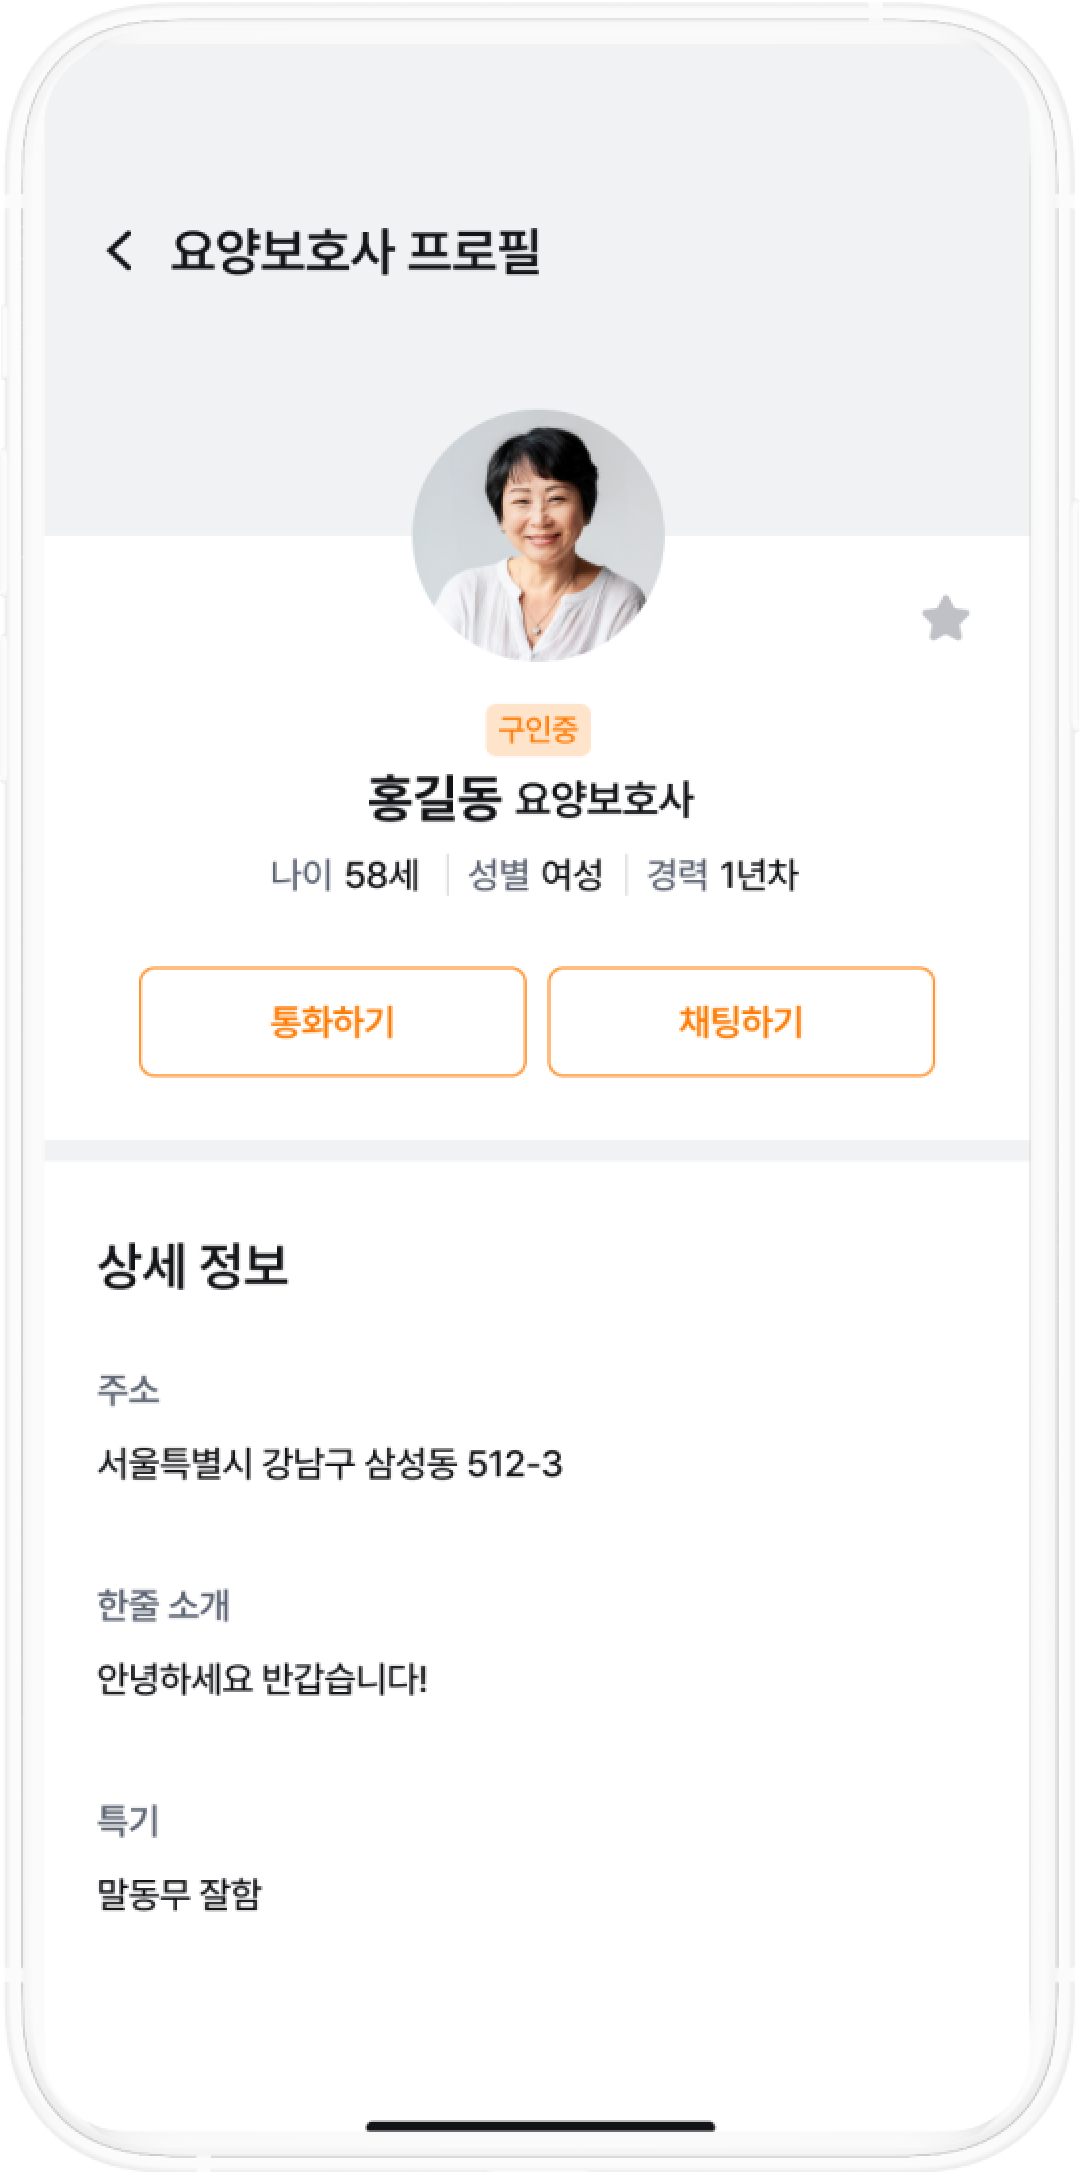 요양보호사 프로필
구인중
홍길동 요양보호사
나이 58세 성별 여성 경력 1년차
통화하기 채팅하기
상세 정보
주소
서울특별시 강남구 삼성동 512-3
한줄 소개
안녕하세요 반갑습니다!
특기
말동무 잘함